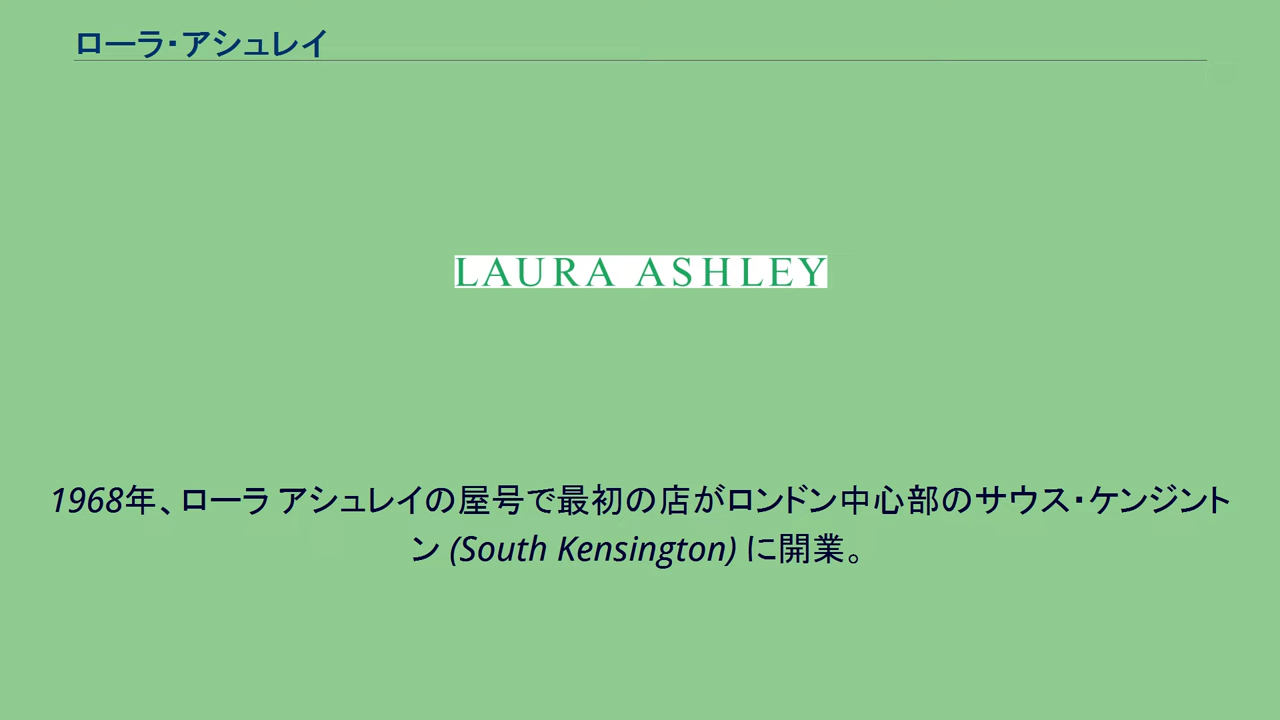 ローラ・アシュレイ
LAURA ASHLEY
1968年、ローラ アシュレイの屋号で最初の店がロンドン中心部のサウス・ケンジント
ン (South Kensington) に開業。